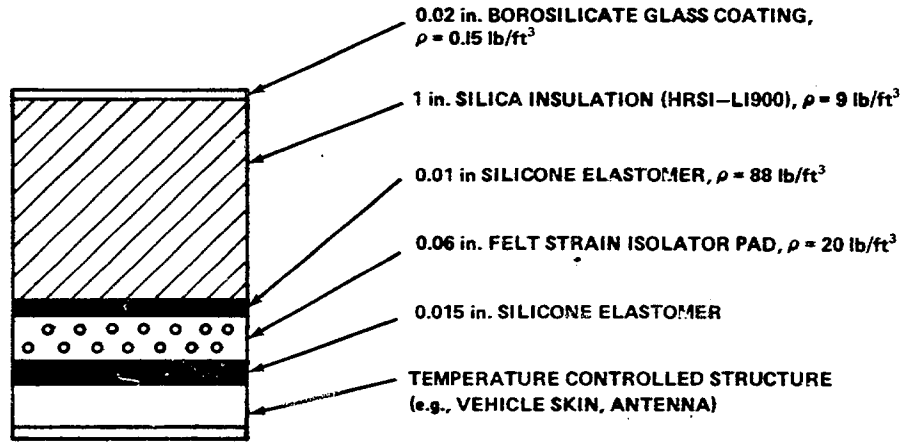 0.02 in. BOROSILICATE GLASS COATING,
ρ = 0.15 lb/ft³
1 in. SILICA INSULATION (HRSI–LI900), ρ = 9 lb/ft³
0.01 in SILICONE ELASTOMER, ρ = 88 lb/ft³
0.06 in. FELT STRAIN ISOLATOR PAD, ρ = 20 lb/ft³
0.015 in. SILICONE ELASTOMER
TEMPERATURE CONTROLLED STRUCTURE
(e.g., VEHICLE SKIN, ANTENNA)